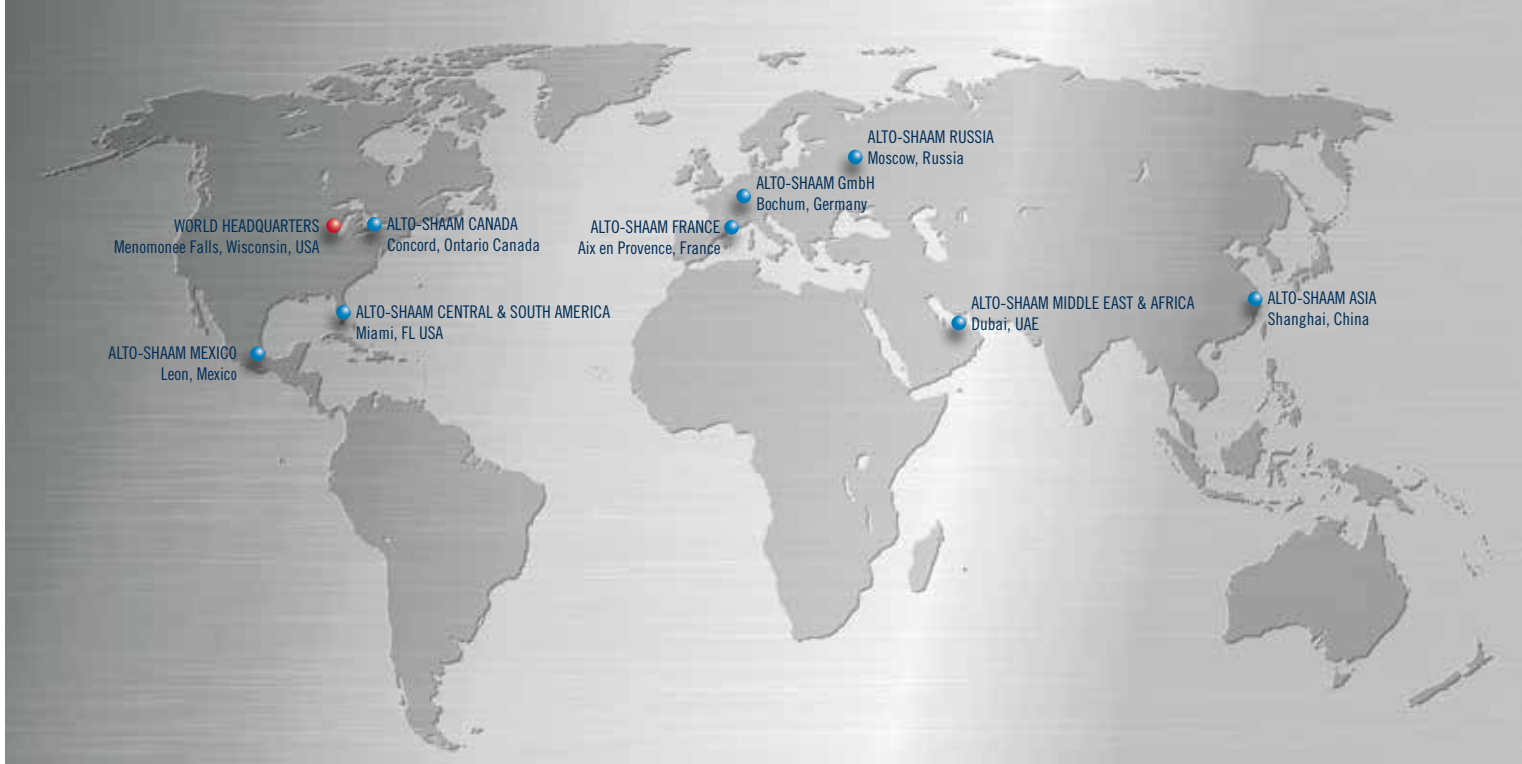 ALTO-SHAAM RUSSIA
Moscow, Russia
ALTO-SHAAM GmbH
Bochum, Germany
WORLD HEADQUARTERS
Menomonee Falls, Wisconsin, USA
ALTO-SHAAM CANADA
Concord, Ontario Canada
ALTO-SHAAM FRANCE
Aix en Provence, France
ALTO-SHAAM CENTRAL & SOUTH AMERICA
Miami, FL USA
ALTO-SHAAM MIDDLE EAST & AFRICA
Dubai, UAE
ALTO-SHAAM ASIA
Shanghai, China
ALTO-SHAAM MEXICO
Leon, Mexico